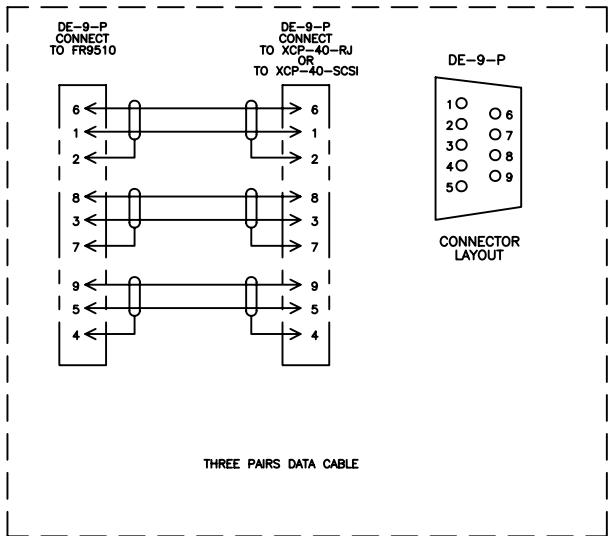 DE-9-P
CONNECT
TO FR9510
DE-9-P
CONNECT
TO XCP-40-RJ
OR
TO XCP-40-SCSI
DE-9-P
6 6
1 1
2 2
8 8
3 3
7 7
9 9
5 5
4 4
1
2
3
4
5
6
7
8
9
CONNECTOR
LAYOUT
THREE PAIRS DATA CABLE